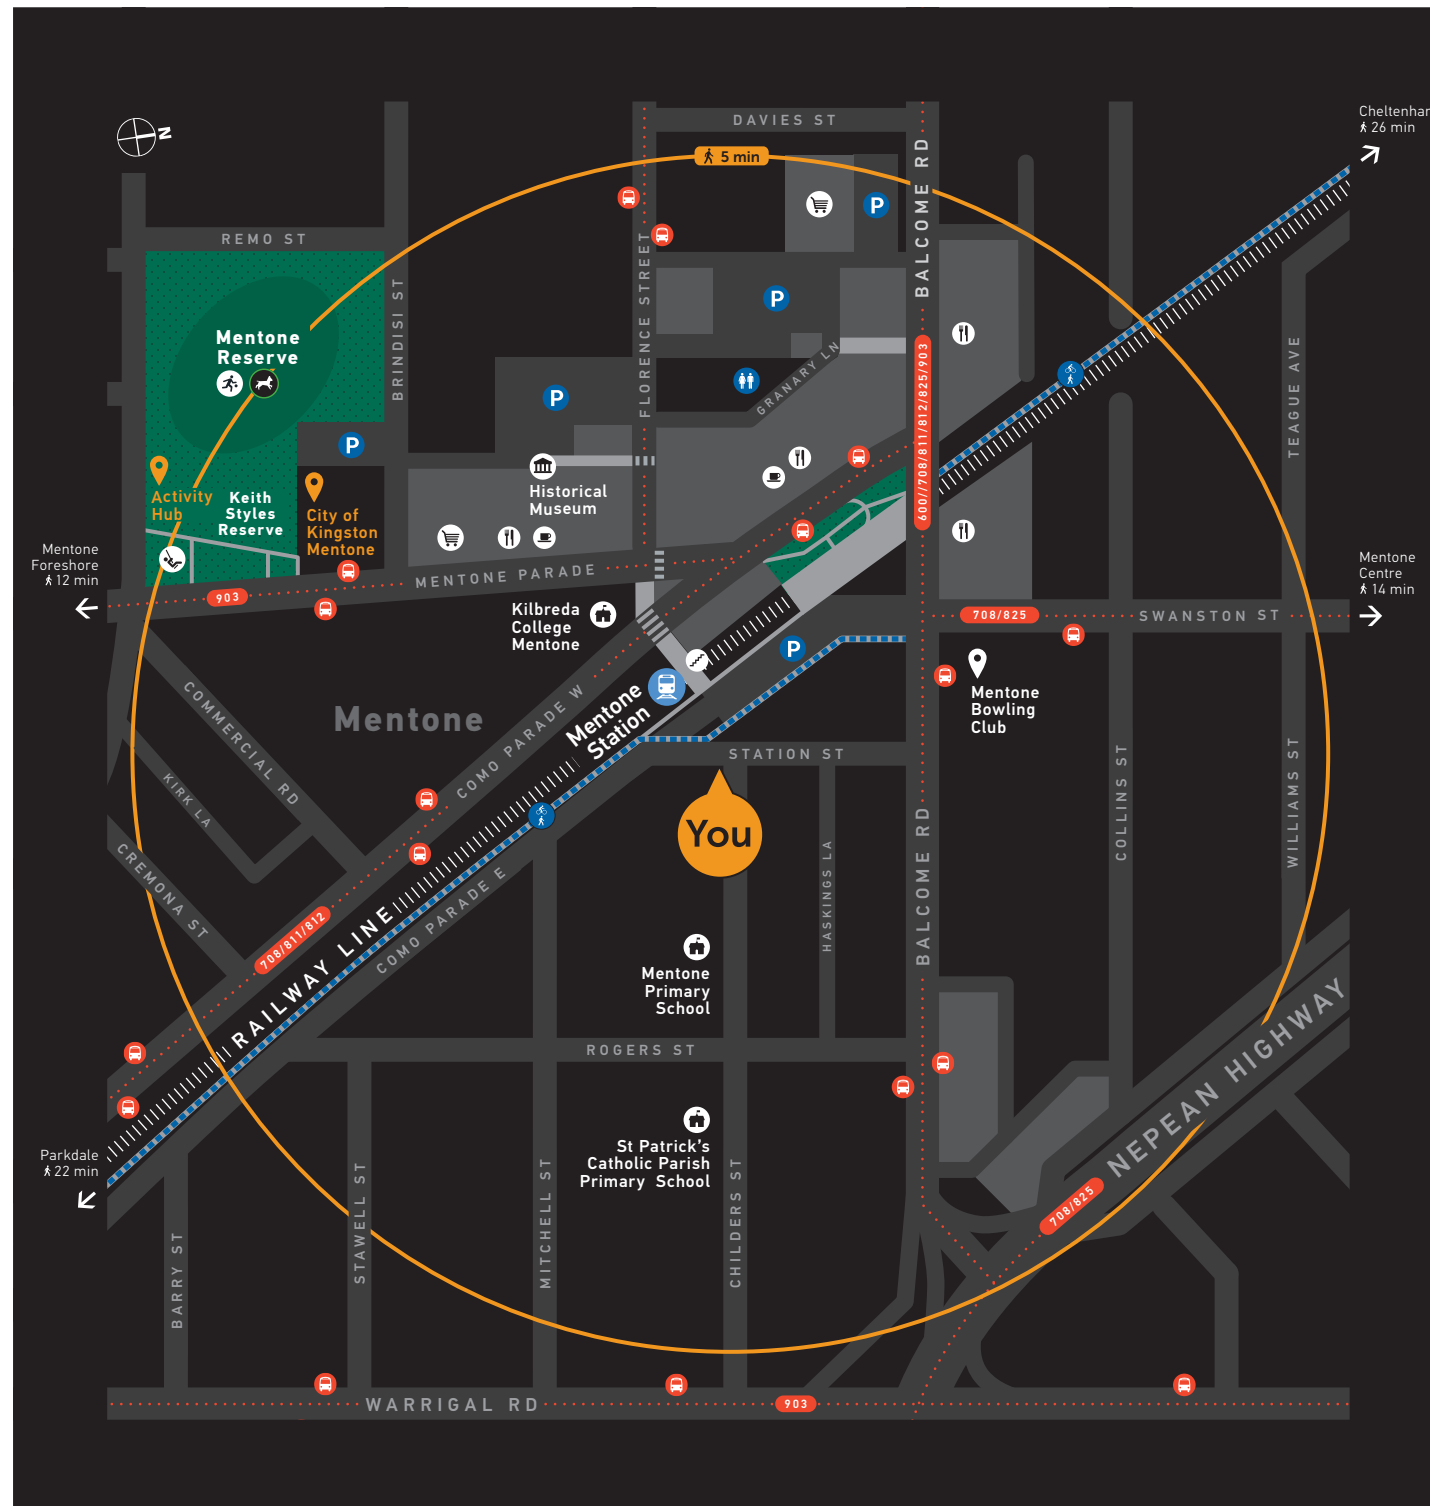 DAVIES ST
Cheltenham
26 min
N
5 min
BALCOME RD
REMO ST
BRINDISI ST
FLORENCE STREET
P
P
Mentone
Reserve
GRANARY LN
TEAGUE AVE
P
P
600//708/811/812/825/903
Activity
Hub
Keith
Styles
Reserve
City of
Kingston
Mentone
Historical
Museum
Mentone
Foreshore
12 min
MENTONE PARADE
903
Mentone
Centre
14 min
Kilbreda
College
Mentone
708/825
SWANSTON ST
P
Mentone
Bowling
Club
COMMERCIAL RD
Mentone
COMO PARADE W
Mentone
Station
STATION ST
KIRK LA
You
COLLINS ST
WILLIAMS ST
CREMONA ST
HASKINGS LA
BALCOME RD
708/811/812
RAILWAY LINE
COMO PARADE E
Mentone
Primary
School
ROGERS ST
NEPEAN HIGHWAY
Parkdale
22 min
St Patrick's
Catholic Parish
Primary School
708/825
BARRY ST
STAWELL ST
MITCHELL ST
CHILDERS ST
WARRIGAL RD
903